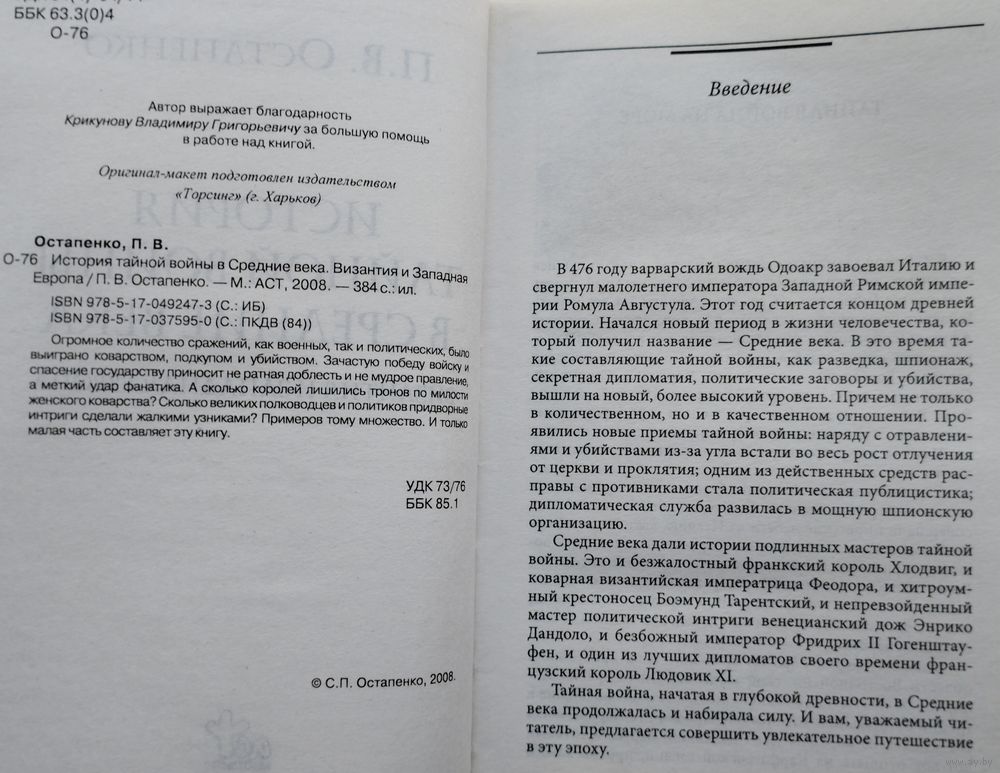 ББК 63.3(0)4
О-76
Автор выражает благодарность
Крикунову Владимиру Григорьевичу за большую помощь
в работе над книгой.
Оригинал-макет подготовлен издательством
«Торсинг» (г. Харьков)
Остапенко, П. В.
О-76 История тайной войны в Средние века. Византия и Западная
Европа / П. В. Остапенко. — М.: АСТ, 2008. — 384 с.: ил.
ISBN 978-5-17-049247-3 (С.: ИБ)
ISBN 978-5-17-037595-0 (С.: ПКДВ (84))
Огромное количество сражений, как военных, так и политических, было
выиграно коварством, подкупом и убийством. Зачастую победу войску и
спасение государству приносит не ратная доблесть и не мудрое правление,
а меткий удар фанатика. А сколько королей лишились тронов по милости
женского коварства? Сколько великих полководцев и политиков придворные
интриги сделали жалкими узниками? Примеров тому множество. И только
малая часть составляет эту книгу.
УДК 73/76
ББК 85.1
© С.П. Остапенко, 2008.
Введение
В 476 году варварский вождь Одоакр завоевал Италию и
свергнул малолетнего императора Западной Римской импе-
рии Ромула Августула. Этот год считается концом древней
истории. Начался новый период в жизни человечества, ко-
торый получил название — Средние века. В это время та-
кие составляющие тайной войны, как разведка, шпионаж,
секретная дипломатия, политические заговоры и убийства,
вышли на новый, более высокий уровень. Причем не только
в количественном, но и в качественном отношении. Про-
явились новые приемы тайной войны: наряду с отравлени-
ями и убийствами из-за угла встали во весь рост отлучения
от церкви и проклятия; одним из действенных средств рас-
правы с противниками стала политическая публицистика;
дипломатическая служба развилась в мощную шпионскую
организацию.
Средние века дали истории подлинных мастеров тайной
войны. Это и безжалостный франкский король Хлодвиг, и
коварная византийская императрица Феодора, и хитроум-
ный крестоносец Боэмунд Тарентский, и непревзойденный
мастер политической интриги венецианский дож Энрико
Дандоло, и безбожный император Фридрих II Гогенштау-
фен, и один из лучших дипломатов своего времени фран-
цузский король Людовик XI.
Тайная война, начатая в глубокой древности, в Средние
века продолжалась и набирала силу. И вам, уважаемый чи-
татель, предлагается совершить увлекательное путешествие
в эту эпоху.
www.ay.by